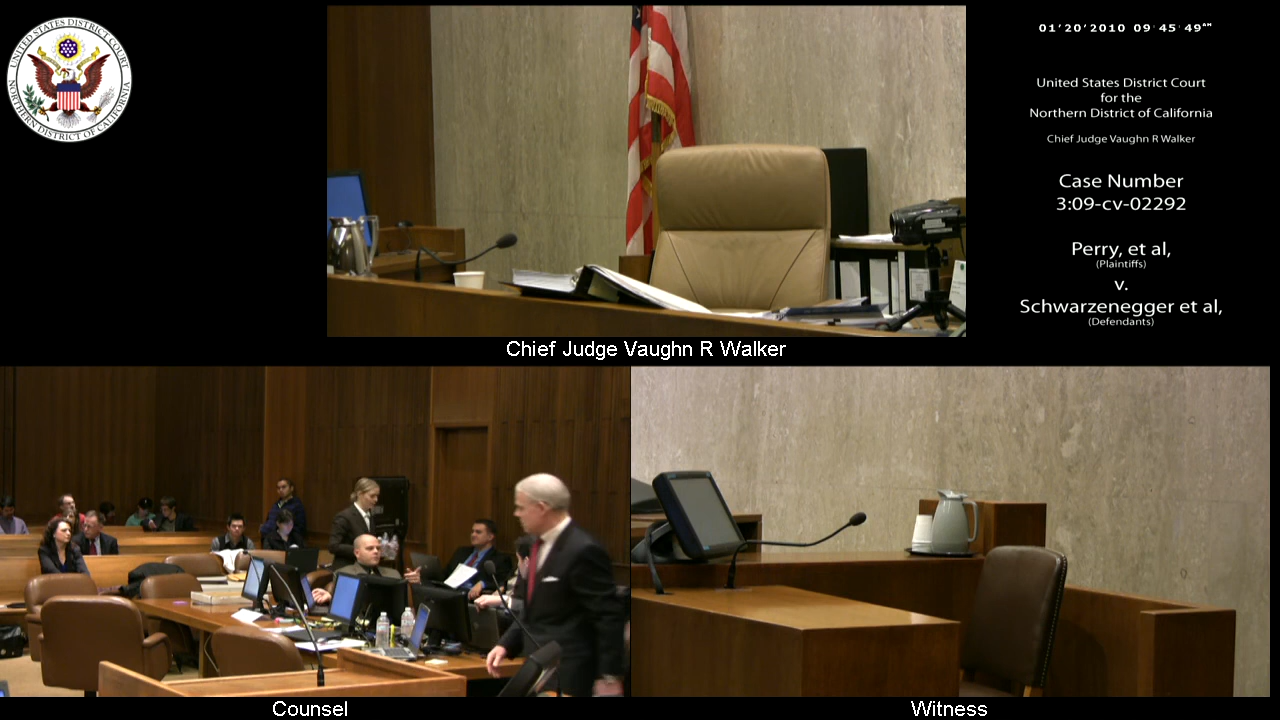 UNITED STATES DISTRICT COURT
NORTHERN DISTRICT OF CALIFORNIA
01'20'2010 09:45:49AM
United States District Court
for the
Northern District of California
Chief Judge Vaughn R Walker
Case Number
3:09-cv-02292
Perry, et al,
(Plaintiffs)
v.
Schwarzenegger et al,
(Defendants)
Chief Judge Vaughn R Walker
Counsel
Witness